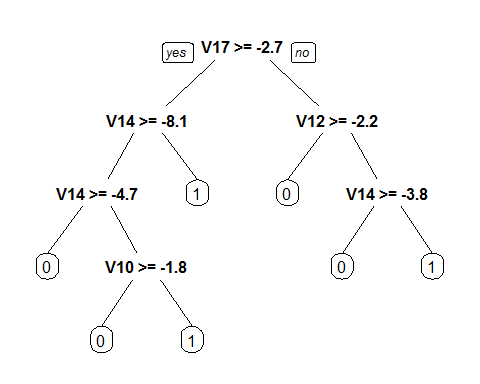 yes V17 >= -2.7 no
V14 >= -8.1 V12 >= -2.2
V14 >= -4.7 1 0 V14 >= -3.8
0 V10 >= -1.8 0 1
0 1